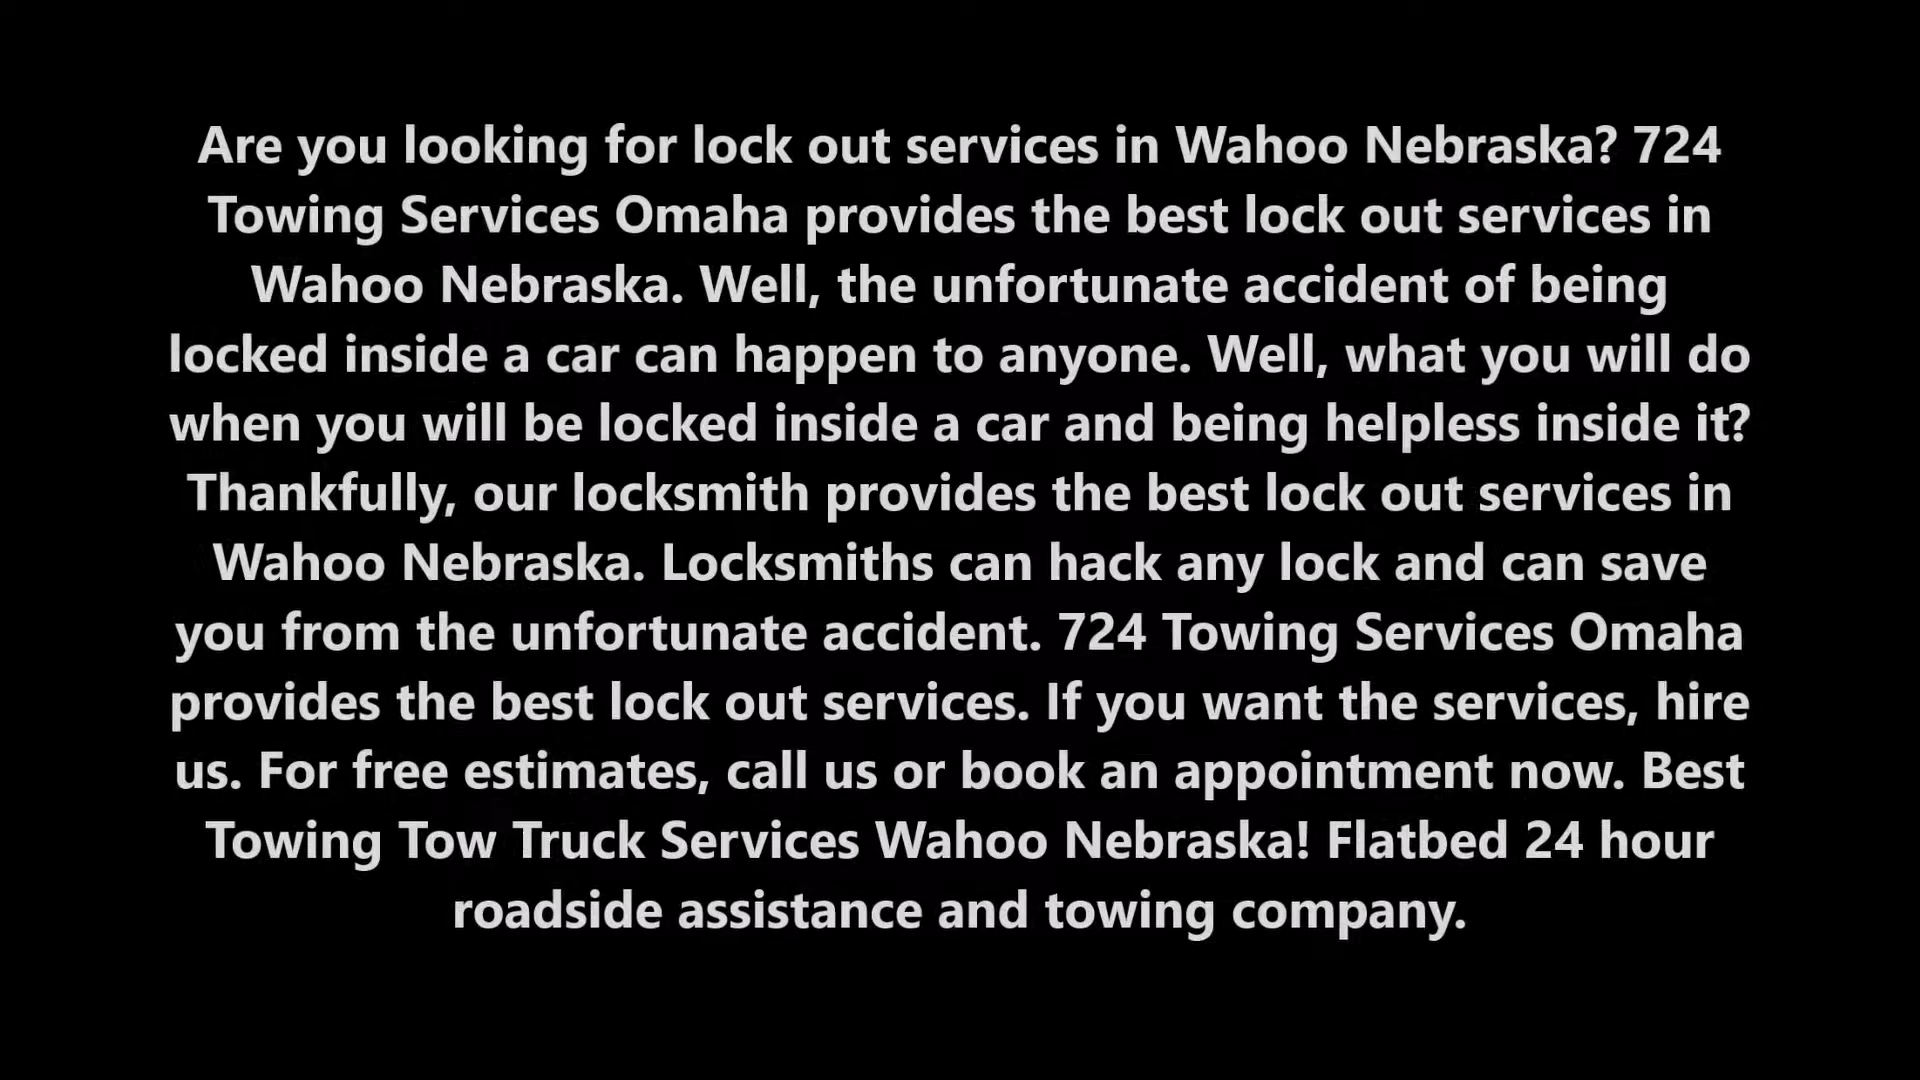 Are you looking for lock out services in Wahoo Nebraska? 724
Towing Services Omaha provides the best lock out services in
Wahoo Nebraska. Well, the unfortunate accident of being
locked inside a car can happen to anyone. Well, what you will do
when you will be locked inside a car and being helpless inside it?
Thankfully, our locksmith provides the best lock out services in
Wahoo Nebraska. Locksmiths can hack any lock and can save
you from the unfortunate accident. 724 Towing Services Omaha
provides the best lock out services. If you want the services, hire
us. For free estimates, call us or book an appointment now. Best
Towing Tow Truck Services Wahoo Nebraska! Flatbed 24 hour
roadside assistance and towing company.